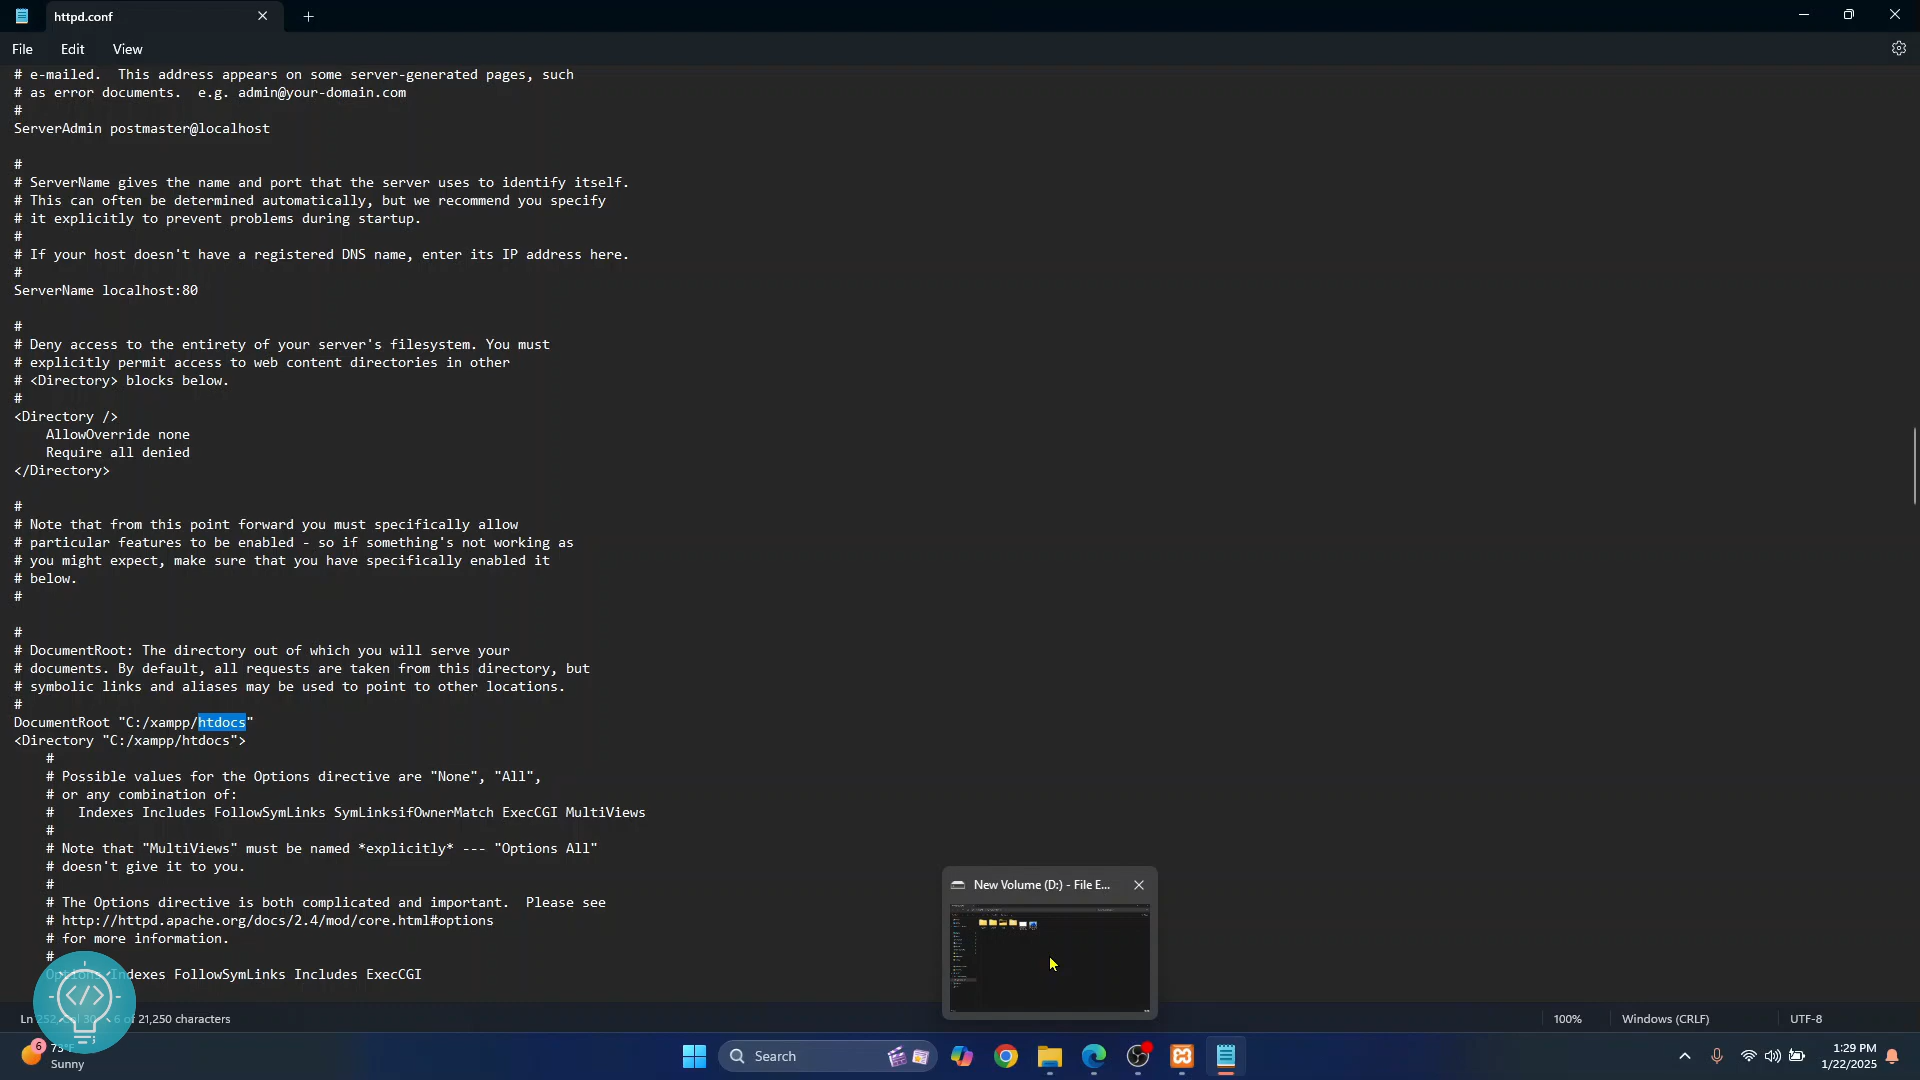 httpd.conf
File Edit View
# e-mailed.  This address appears on some server-generated pages, such
# as error documents.  e.g. admin@your-domain.com
#
ServerAdmin postmaster@localhost
#
# ServerName gives the name and port that the server uses to identify itself.
# This can often be determined automatically, but we recommend you specify
# it explicitly to prevent problems during startup.
#
# If your host doesn't have a registered DNS name, enter its IP address here.
#
ServerName localhost:80
#
# Deny access to the entirety of your server's filesystem. You must
# explicitly permit access to web content directories in other
# <Directory> blocks below.
#
<Directory />
    AllowOverride none
    Require all denied
</Directory>
#
# Note that from this point forward you must specifically allow
# particular features to be enabled - so if something's not working as
# you might expect, make sure that you have specifically enabled it
# below.
#
#
# DocumentRoot: The directory out of which you will serve your
# documents. By default, all requests are taken from this directory, but
# symbolic links and aliases may be used to point to other locations.
#
DocumentRoot "C:/xampp/htdocs"
<Directory "C:/xampp/htdocs">
    #
    # Possible values for the Options directive are "None", "All",
    # or any combination of:
    #   Indexes Includes FollowSymLinks SymLinksifOwnerMatch ExecCGI MultiViews
    #
    # Note that "MultiViews" must be named *explicitly* --- "Options All"
    # doesn't give it to you.
    #
    # The Options directive is both complicated and important.  Please see
    # http://httpd.apache.org/docs/2.4/mod/core.html#options
    # for more information.
    #
    Options Indexes FollowSymLinks Includes ExecCGI
New Volume (D:) - File E...
Ln 252, Col 30 6 of 21,250 characters 100% Windows (CRLF) UTF-8
6 73°F
Sunny
Search
1:29 PM
1/22/2025